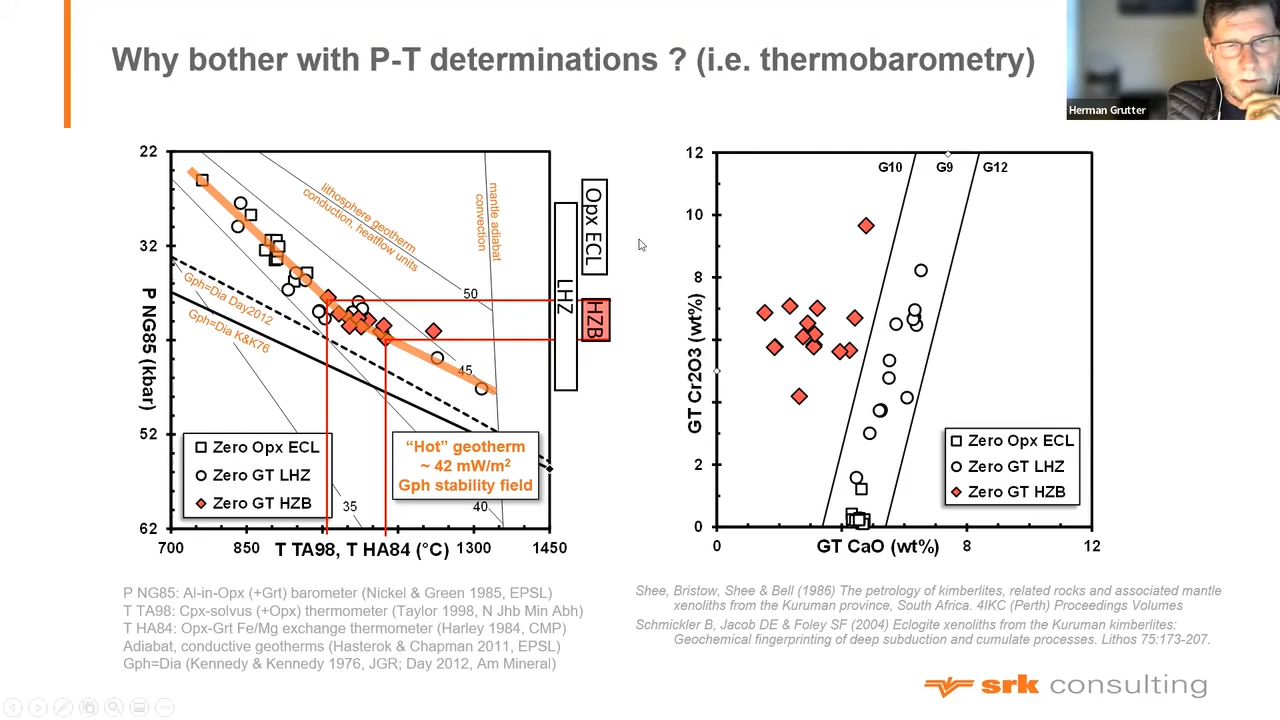 Why bother with P-T determinations ? (i.e. thermobarometry)
Herman Grutter
22
32
52
62
P NG85 (kbar)
700
850
T TA98, T HA84 (°C)
1300
1450
lithosphere geotherm
conduction, heatflow units
mantle adiabat
convection
Gph=Dia Day2012
Gph=Dia K&K76
50
45
40
35
Zero Opx ECL
Zero GT LHZ
Zero GT HZB
"Hot" geotherm
~ 42 mW/m²
Gph stability field
Opx ECL
LHZ
HZB
12
10
8
2
0
GT Cr2O3 (wt%)
G10
G9
G12
Zero Opx ECL
Zero GT LHZ
Zero GT HZB
0
GT CaO (wt%)
8
12
P NG85: Al-in-Opx (+Grt) barometer (Nickel & Green 1985, EPSL)
T TA98: Cpx-solvus (+Opx) thermometer (Taylor 1998, N Jhb Min Abh)
T HA84: Opx-Grt Fe/Mg exchange thermometer (Harley 1984, CMP)
Adiabat, conductive geotherms (Hasterok & Chapman 2011, EPSL)
Gph=Dia (Kennedy & Kennedy 1976, JGR; Day 2012, Am Mineral)
Shee, Bristow, Shee & Bell (1986) The petrology of kimberlites, related rocks and associated mantle
xenoliths from the Kuruman province, South Africa. 4IKC (Perth) Proceedings Volumes
Schmickler B, Jacob DE & Foley SF (2004) Eclogite xenoliths from the Kuruman kimberlites:
Geochemical fingerprinting of deep subduction and cumulate processes. Lithos 75:173-207.
srk consulting